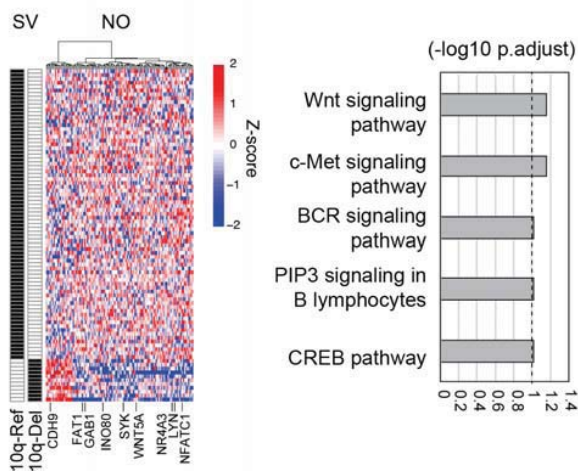 SV
NO
2
1
0
−1
−2
Z-score
10q-Ref
10q-Del
CDH9
FAT1
GAB1
INO80
SYK
WNT5A
NR4A3
LYN
NFATC1
(-log10 p.adjust)
Wnt signaling
pathway
c-Met signaling
pathway
BCR signaling
pathway
PIP3 signaling in
B lymphocytes
CREB pathway
0
0.2
0.4
0.6
0.8
1
1.2
1.4